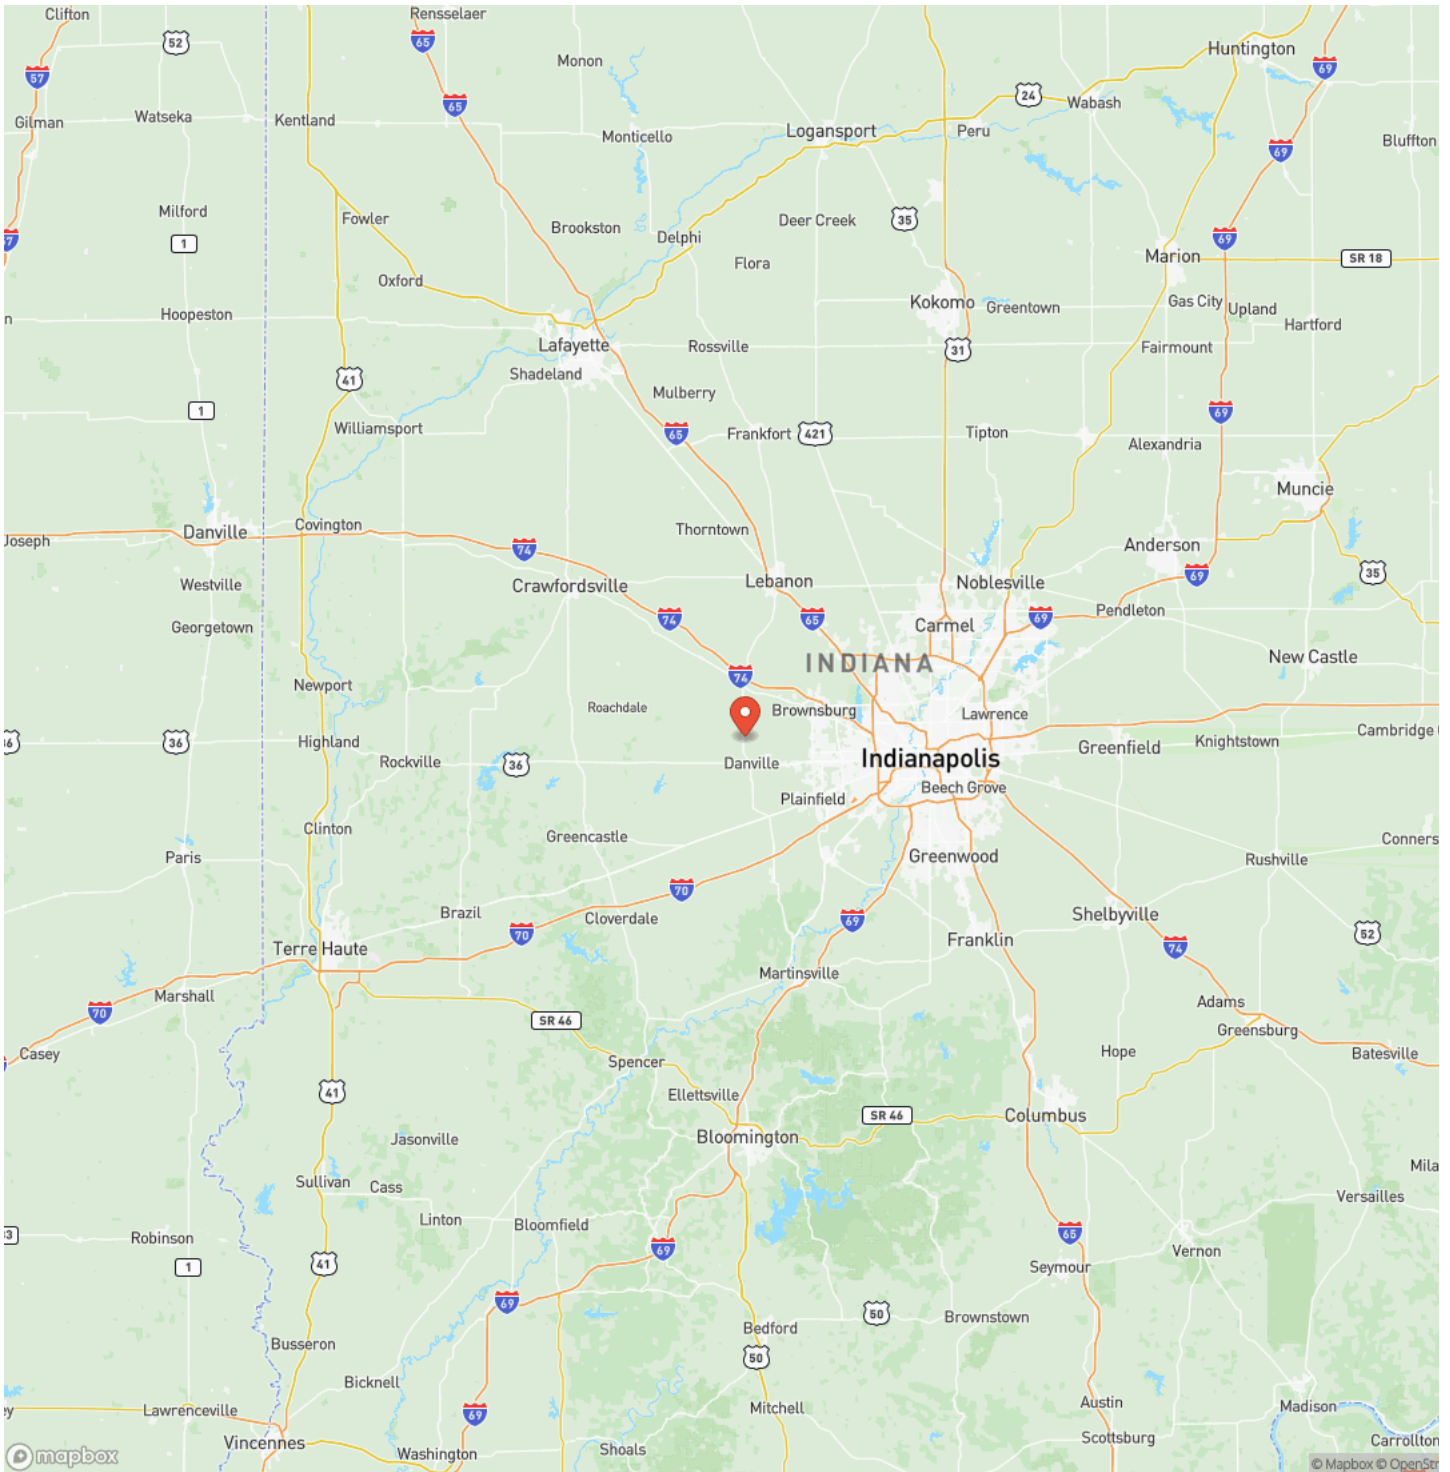 Clifton
Rensselaer
52
65
Monon
Huntington
69
57
65
24
Wabash
Gilman
Watseka
Kentland
Monticello
Logansport
Peru
69
Bluffton
Milford
Fowler
Brookston
Deer Creek
35
Delphi
69
1
Flora
Marion
SR 18
Oxford
Kokomo
Greentown
Gas City
Upland
Hoopeston
Hartford
Lafayette
Rossville
31
Fairmount
Shadeland
41
Mulberry
1
69
Williamsport
65
Frankfort
421
Tipton
Alexandria
Muncie
Danville
Covington
Thorntown
Joseph
74
Anderson
Westville
Crawfordsville
Lebanon
Noblesville
69
35
Georgetown
74
65
Carmel
69
Pendleton
INDIANA
New Castle
Newport
74
Roachdale
Brownsburg
Lawrence
36
Highland
Cambridge
Rockville
36
Danville
Indianapolis
Greenfield
Knightstown
Plainfield
Beech Grove
Clinton
Greencastle
Conners
Paris
Greenwood
Rushville
70
Brazil
Cloverdale
69
Shelbyville
70
52
Terre Haute
Franklin
74
Martinsville
Marshall
70
Adams
SR 46
Greensburg
Casey
Spencer
Hope
Batesville
41
Ellettsville
SR 46
Columbus
Jasonville
Bloomington
Mila
Sullivan
Cass
Versailles
Linton
Bloomfield
Robinson
65
69
Vernon
41
1
Seymour
69
50
Brownstown
Busseron
Bedford
50
Bicknell
Lawrenceville
69
Mitchell
Austin
Madison
Vincennes
Washington
Shoals
Scottsburg
Carrollton
mapbox
© Mapbox © OpenStr